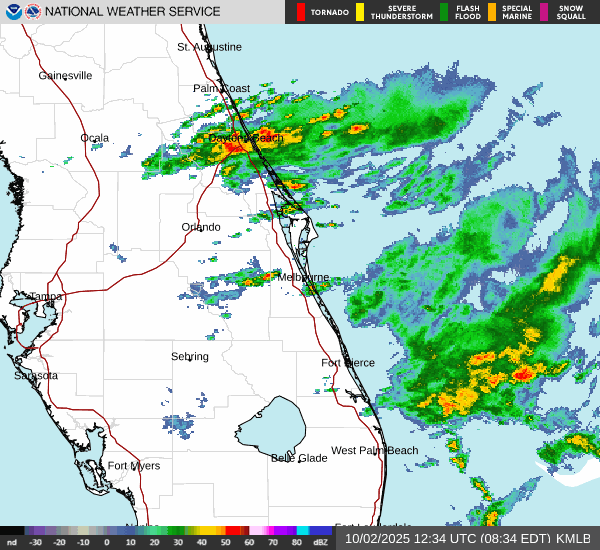 NATIONAL WEATHER SERVICE
TORNADO
SEVERE THUNDERSTORM
FLASH FLOOD
SPECIAL MARINE
SNOW SQUALL
St. Augustine
Gainesville
Palm Coast
Ocala
Daytona Beach
Orlando
Melbourne
Tampa
Sebring
Fort Pierce
Sarasota
West Palm Beach
Belle Glade
Fort Myers
Fort Lauderdale
nd -30 -20 -10 0 10 20 30 40 50 60 70 80 dBZ
10/02/2025 12:34 UTC (08:34 EDT) KMLB